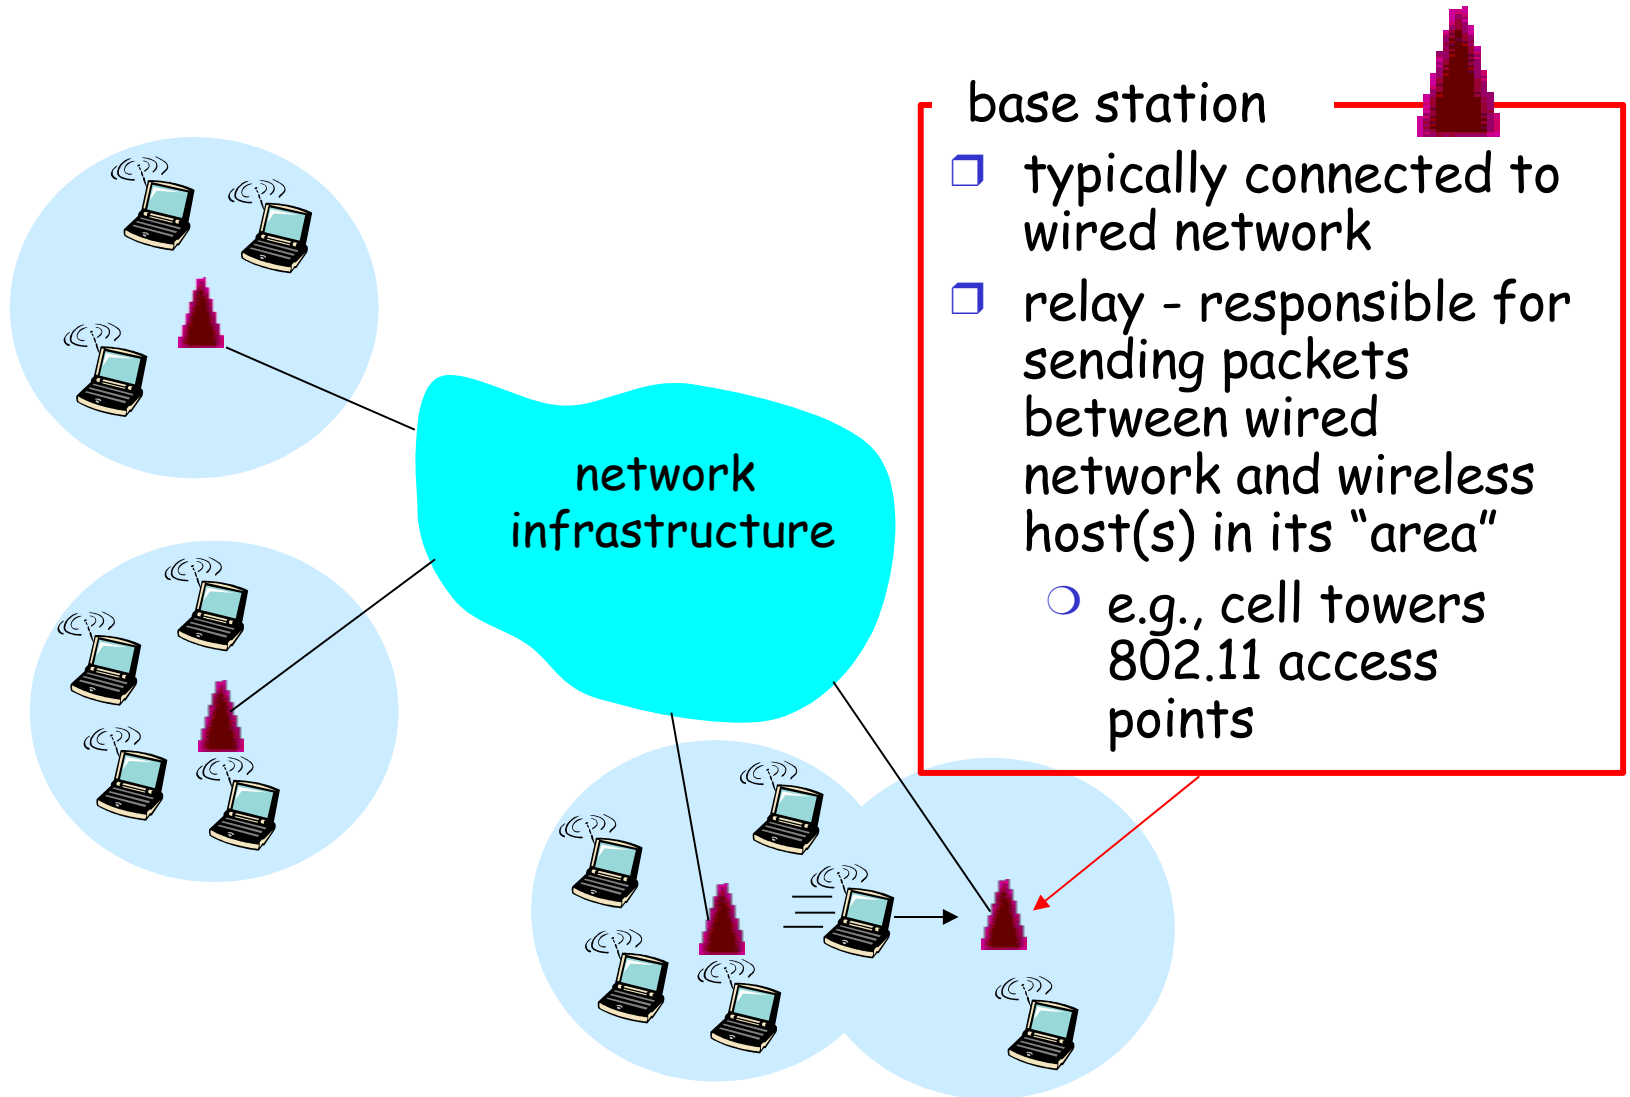 base station
typically connected to
wired network
relay - responsible for
sending packets
between wired
network and wireless
host(s) in its “area”
e.g., cell towers
802.11 access
points
network
infrastructure